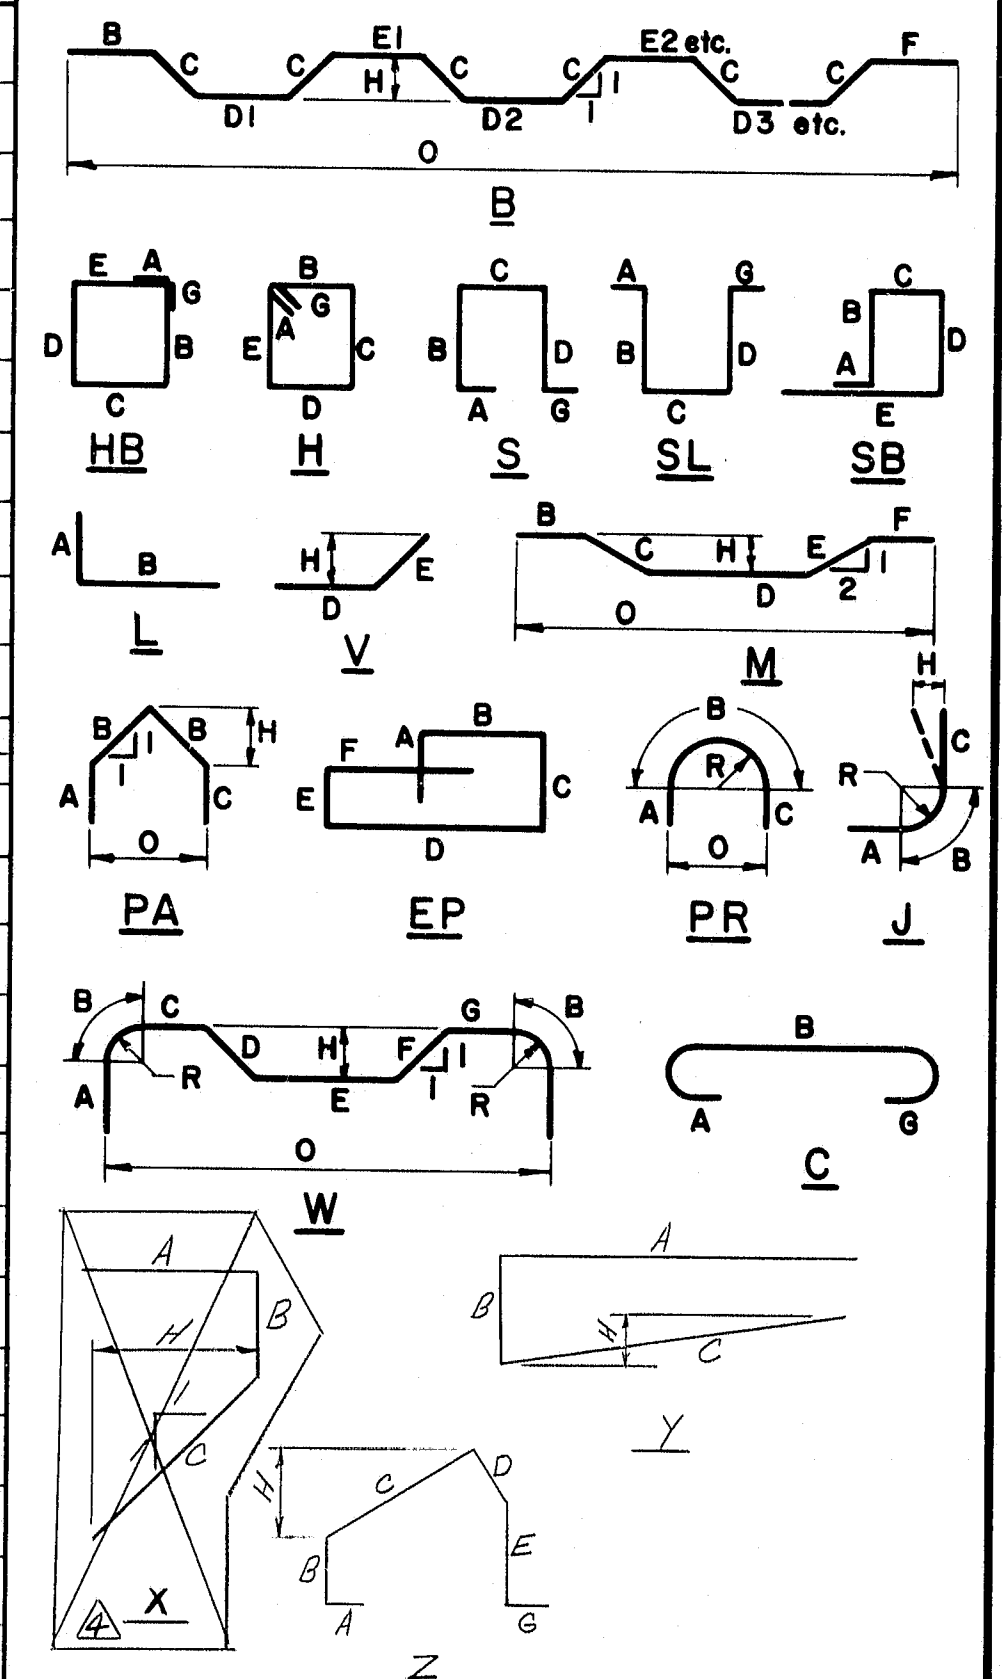 B C D1 C E1 H C D2 C 1 1 E2 etc. C D3 etc. C F
O
B
E A G D B C
HB
B G A E C D
H
C B D A G
S
A G B D C
SL
C B D A E
SB
A B
L
H E D
V
B C H E F 1 2 D
O
M
B B H 1 1 A C
O
PA
B A F C E D
EP
B R A C
O
PR
H C R A B
J
B C D H F G 1 1 B R A E R
O
W
B A G
C
A B H 1 1 C
4 X
A B H C
Y
H C D B E A G
Z